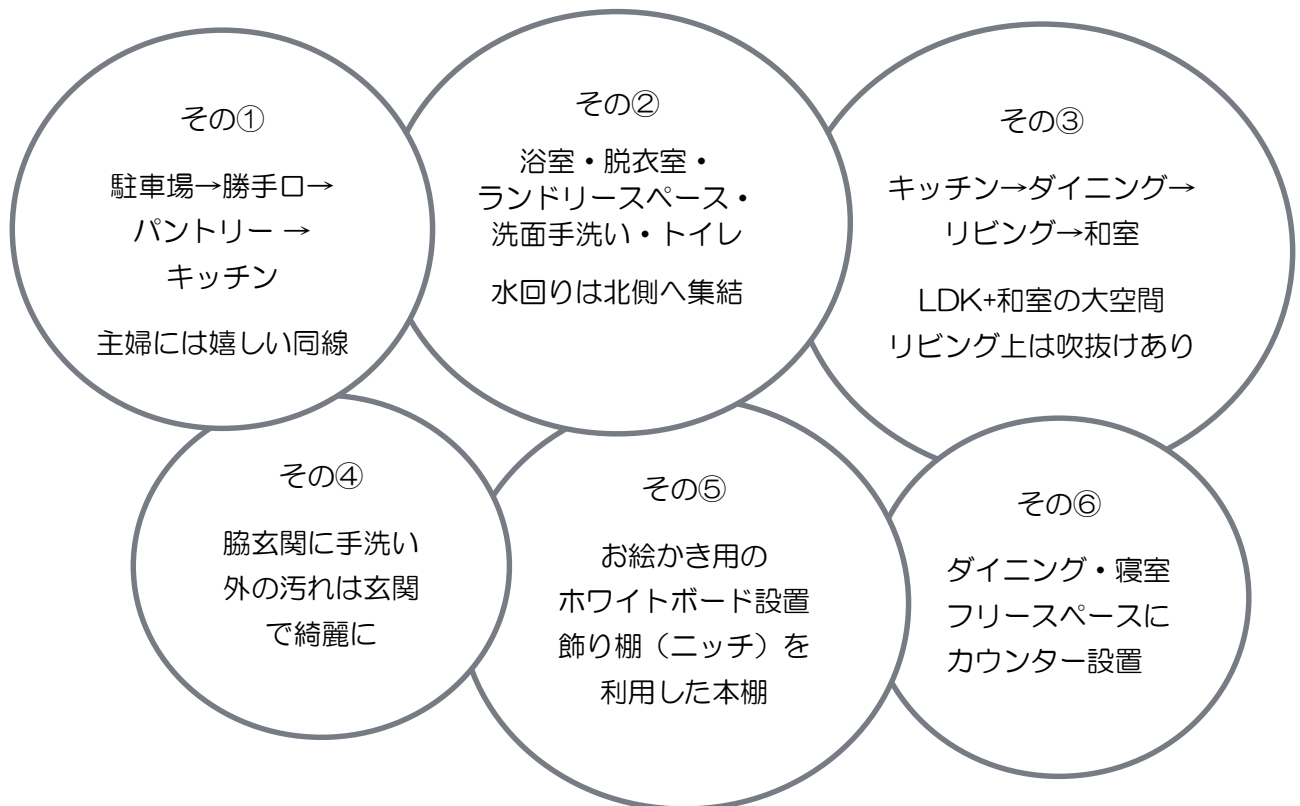 その①
駐車場→勝手口→
パントリー →
キッチン
主婦には嬉しい同線
その②
浴室・脱衣室・
ランドリースペース・
洗面手洗い・トイレ
水回りは北側へ集結
その③
キッチン→ダイニング→
リビング→和室
LDK+和室の大空間
リビング上は吹抜けあり
その④
脇玄関に手洗い
外の汚れは玄関
で綺麗に
その⑤
お絵かき用の
ホワイトボード設置
飾り棚（ニッチ）を
利用した本棚
その⑥
ダイニング・寝室
フリースペースに
カウンター設置